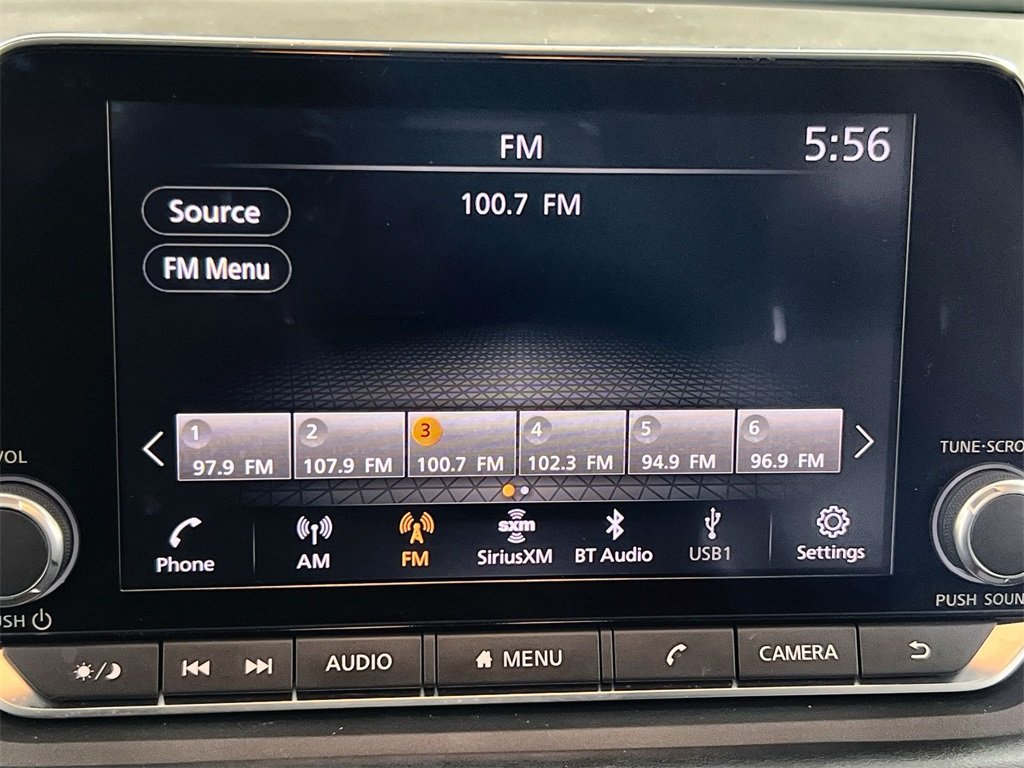 FM
5:56
100.7 FM
Source
FM Menu
1
2
3
4
5
6
97.9 FM
107.9 FM
100.7 FM
102.3 FM
94.9 FM
96.9 FM
VOL
TUNE·SCRO
Phone
AM
FM
sxm
SiriusXM
BT Audio
USB1
Settings
PUSH SOUN
USH
AUDIO
MENU
CAMERA